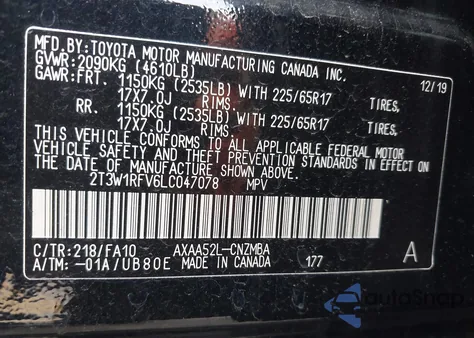 MFD.BY:TOYOTA MOTOR MANUFACTURING CANADA INC.
GVWR:2090KG (4610LB) 12/19
GAWR:FRT. 1150KG (2535LB) WITH 225/65R17 TIRES,
17X7.0J RIMS.
RR. 1150KG (2535LB) WITH 225/65R17 TIRES,
17X7.0J RIMS.
THIS VEHICLE CONFORMS TO ALL APPLICABLE FEDERAL MOTOR
VEHICLE SAFETY AND THEFT PREVENTION STANDARDS IN EFFECT ON
THE DATE OF MANUFACTURE SHOWN ABOVE.
2T3W1RFV6LC047078 MPV
C/TR:218/FA10 AXAA52L-CNZMBA
A/TM:-01A/UB80E MADE IN CANADA 177 A
autoSnap